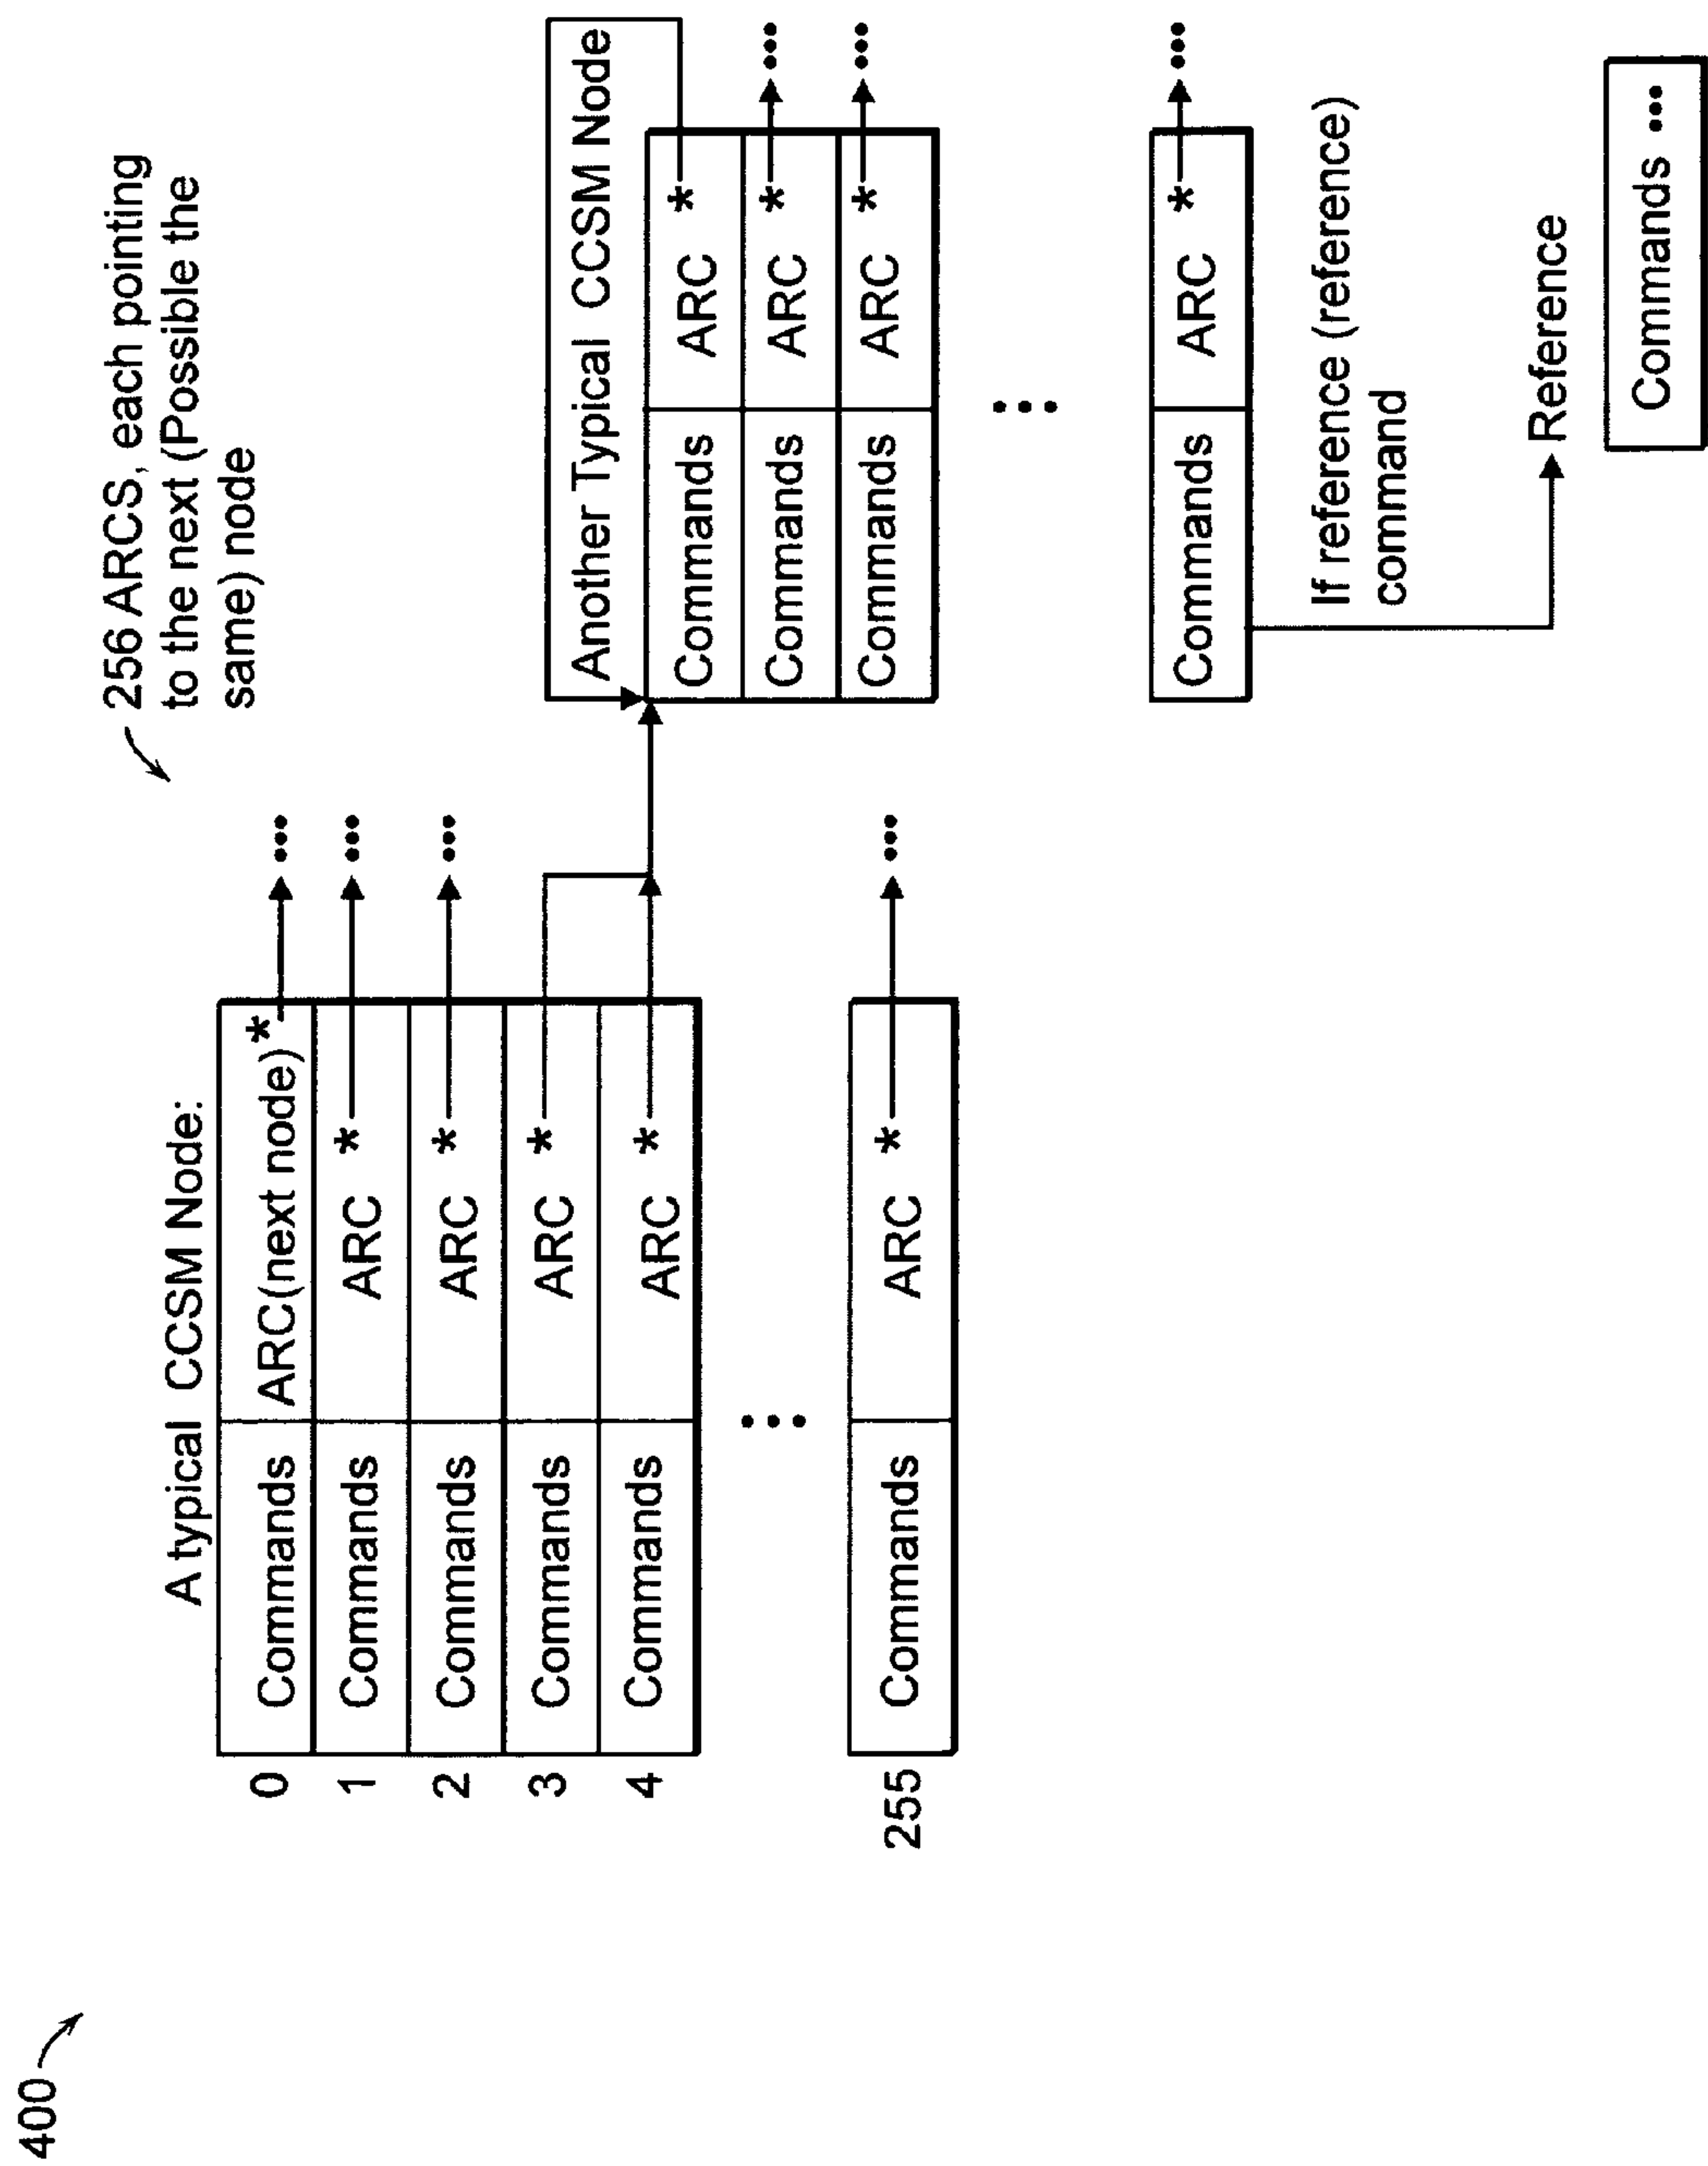 400
256 ARCS, each pointing
to the next (Possible the
same) node
A typical CCSM Node:
0 Commands ARC(next node)* •••
1 Commands ARC * •••
2 Commands ARC * •••
3 Commands ARC *
4 Commands ARC *
•••
255 Commands ARC * •••
Another Typical CCSM Node
Commands ARC *
Commands ARC * •••
Commands ARC * •••
•••
Commands ARC * •••
If reference (reference)
command
Reference
Commands •••